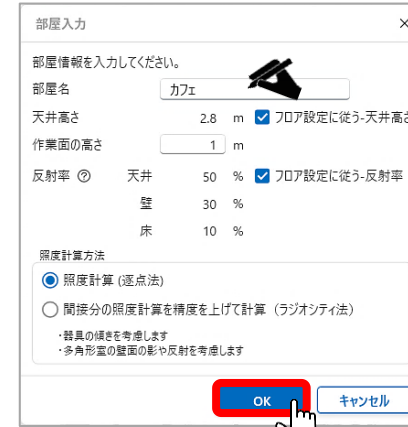 部屋入力
部屋情報を入力してください。
部屋名 カフェ
天井高さ 2.8 m フロア設定に従う-天井高さ
作業面の高さ 1 m
反射率 ? 天井 50 % フロア設定に従う-反射率
壁 30 %
床 10 %
照度計算方法
照度計算 (逐点法)
間接分の照度計算を精度を上げて計算 (ラジオシティ法)
・器具の傾きを考慮します
・多角形室の壁面の影や反射を考慮します
OK キャンセル